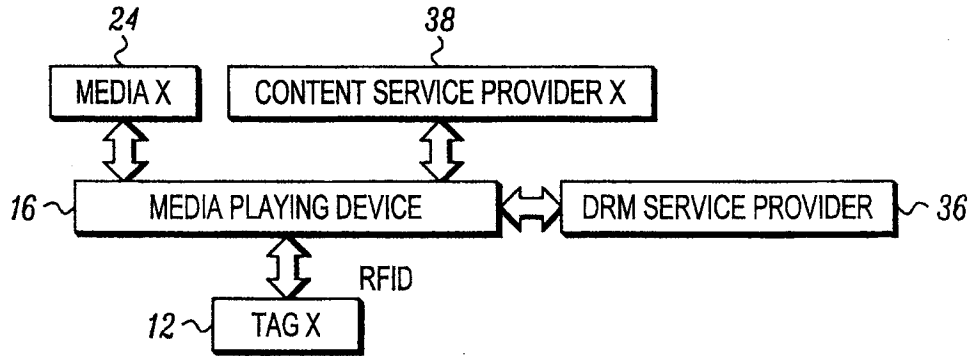 24
38
MEDIA X
CONTENT SERVICE PROVIDER X
16
MEDIA PLAYING DEVICE
DRM SERVICE PROVIDER
36
RFID
12
TAG X